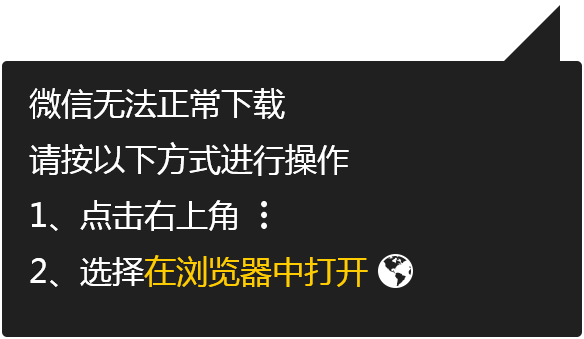 微信无法正常下载
请按以下方式进行操作
1、点击右上角
2、选择在浏览器中打开